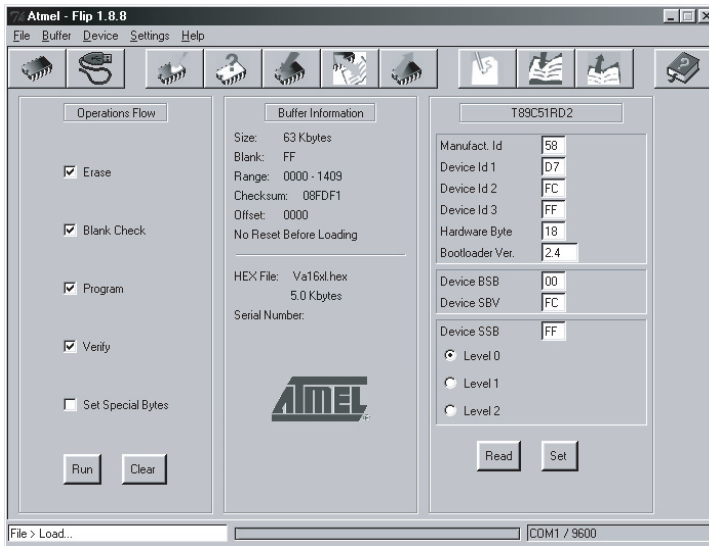 Atmel - Flip 1.8.8
File Buffer Device Settings Help
Operations Flow
Erase
Blank Check
Program
Verify
Set Special Bytes
Run Clear
Buffer Information
Size: 63 Kbytes
Blank: FF
Range: 0000 - 1409
Checksum: 08FDF1
Offset: 0000
No Reset Before Loading
HEX File: Va16xl.hex
5.0 Kbytes
Serial Number:
ATMEL
T89C51RD2
Manufact. Id 58
Device Id 1 D7
Device Id 2 FC
Device Id 3 FF
Hardware Byte 18
Bootloader Ver. 2.4
Device BSB 00
Device SBV FC
Device SSB FF
Level 0
Level 1
Level 2
Read Set
File > Load...
COM1 / 9600